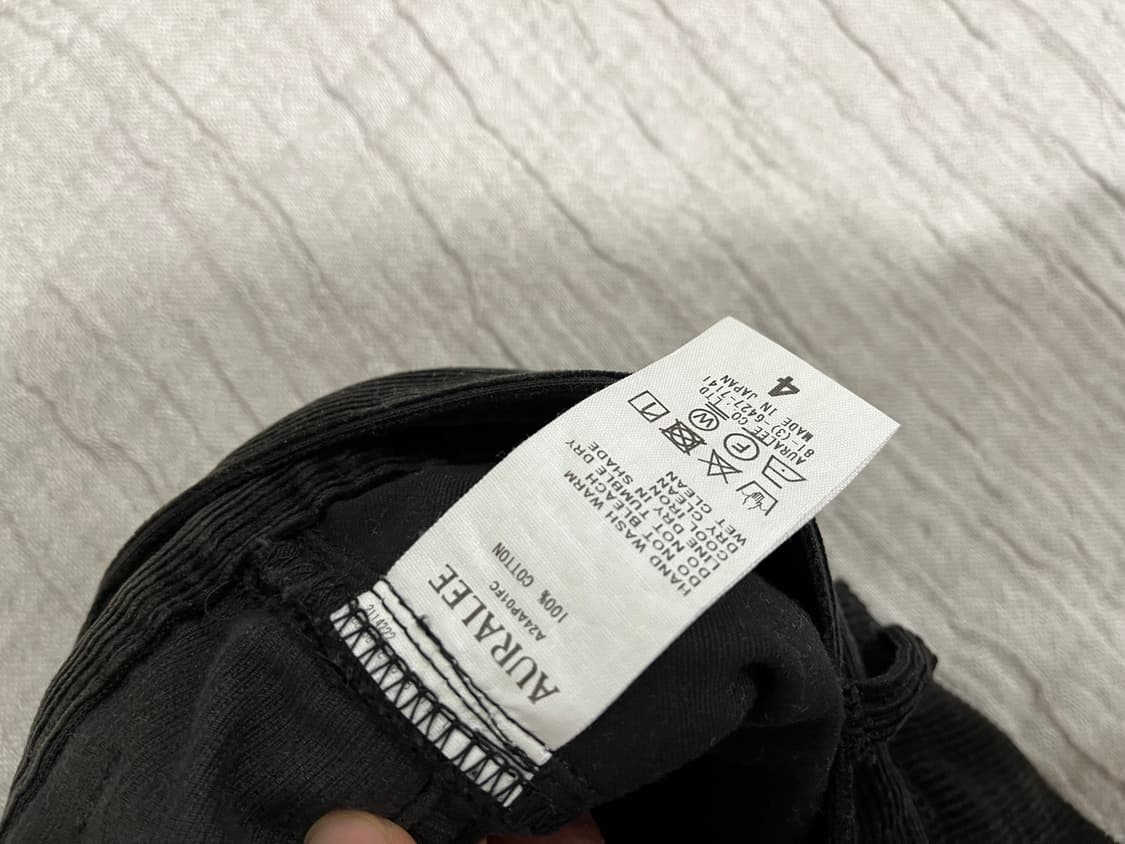 AURALEE
A24AP01FC
100% COTTON
HAND WASH WARM
DO NOT BLEACH
DO NOT TUMBLE DRY
LINE DRY IN SHADE
COOL IRON
DRY CLEAN
WET CLEAN
F
W
AURALEE CO., LTD
81-(3)-6427-7141
MADE IN JAPAN
4